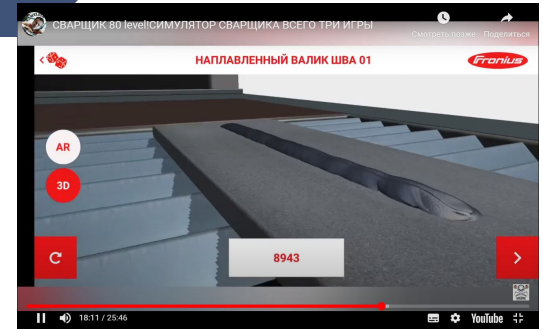 СВАРЩИК 80 level!СИМУЛЯТОР СВАРЩИКА ВСЕГО ТРИ ИГРЫ
Смотреть позже Поделиться
НАПЛАВЛЕННЫЙ ВАЛИК ШВА 01
Fronius
AR
3D
8943
18:11 / 25:46
YouTube